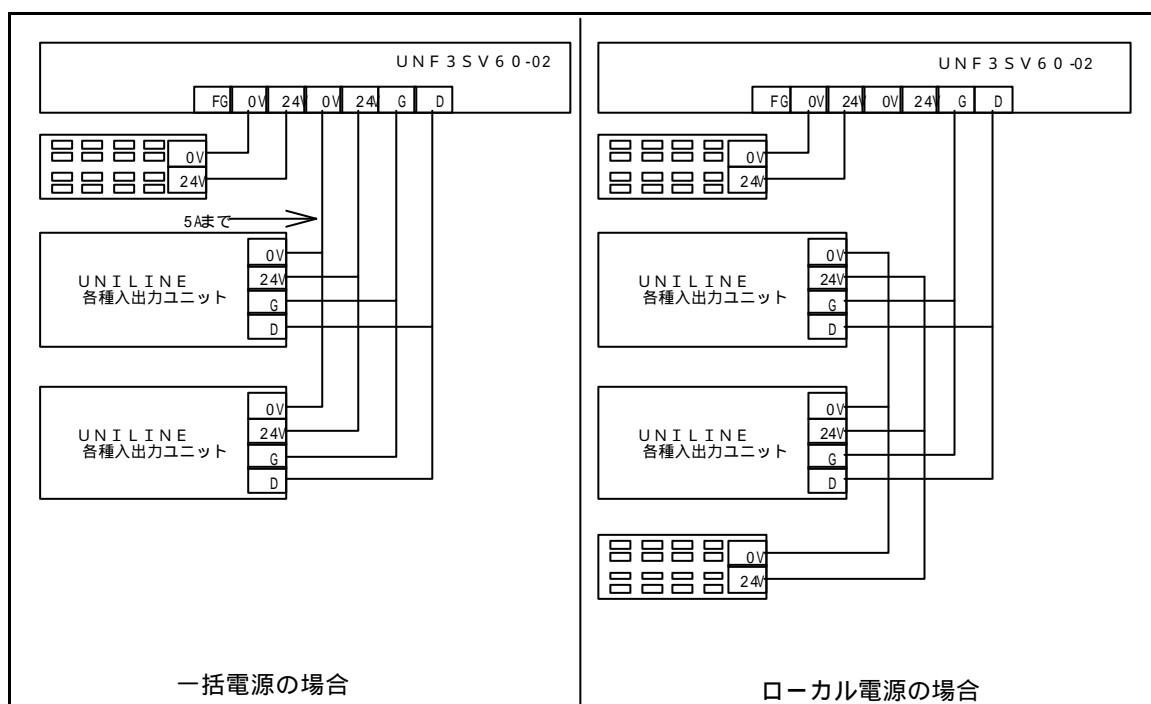 UNF3SV60-02
FG 0V 24V 0V 24V G D
0V
24V
5Aまで
UNILINE
各種入出力ユニット
0V
24V
G
D
UNILINE
各種入出力ユニット
0V
24V
G
D
一括電源の場合
UNF3SV60-02
FG 0V 24V 0V 24V G D
0V
24V
UNILINE
各種入出力ユニット
0V
24V
G
D
UNILINE
各種入出力ユニット
0V
24V
G
D
0V
24V
ローカル電源の場合